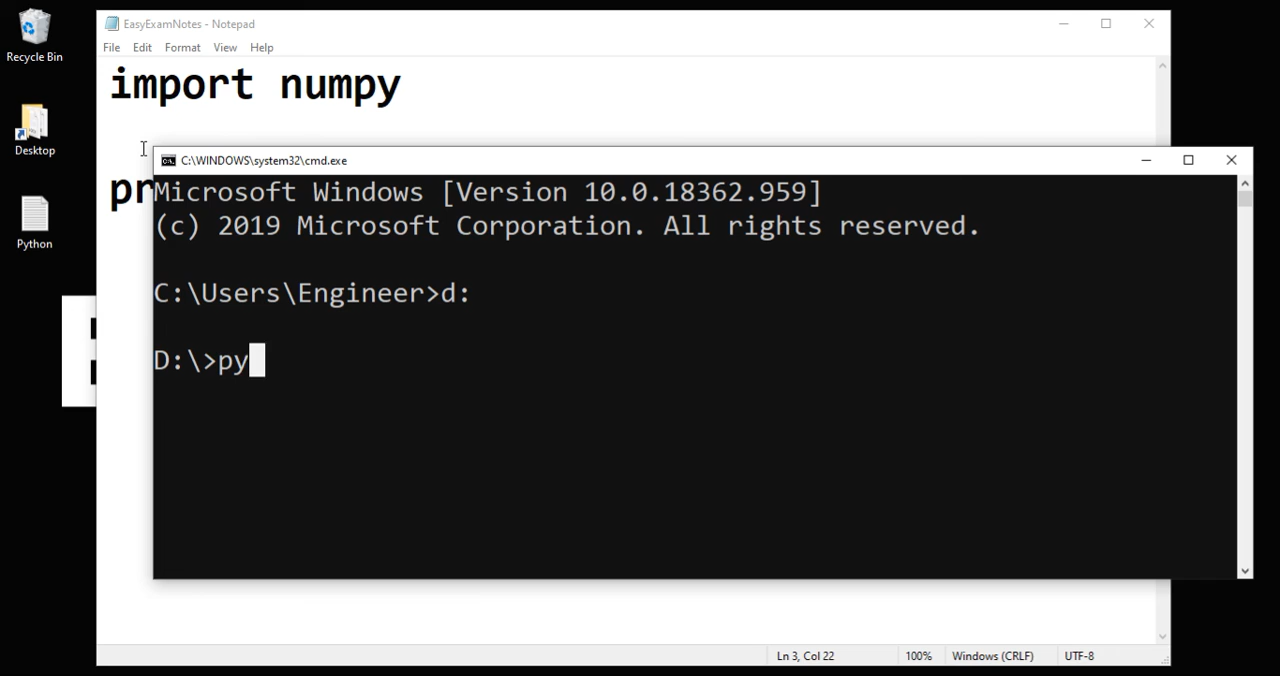 Recycle Bin
Desktop
Python
EasyExamNotes - Notepad
File Edit Format View Help
import numpy
pr
C:\WINDOWS\system32\cmd.exe
Microsoft Windows [Version 10.0.18362.959]
(c) 2019 Microsoft Corporation. All rights reserved.
C:\Users\Engineer>d:
D:\>py
Ln 3, Col 22 100% Windows (CRLF) UTF-8